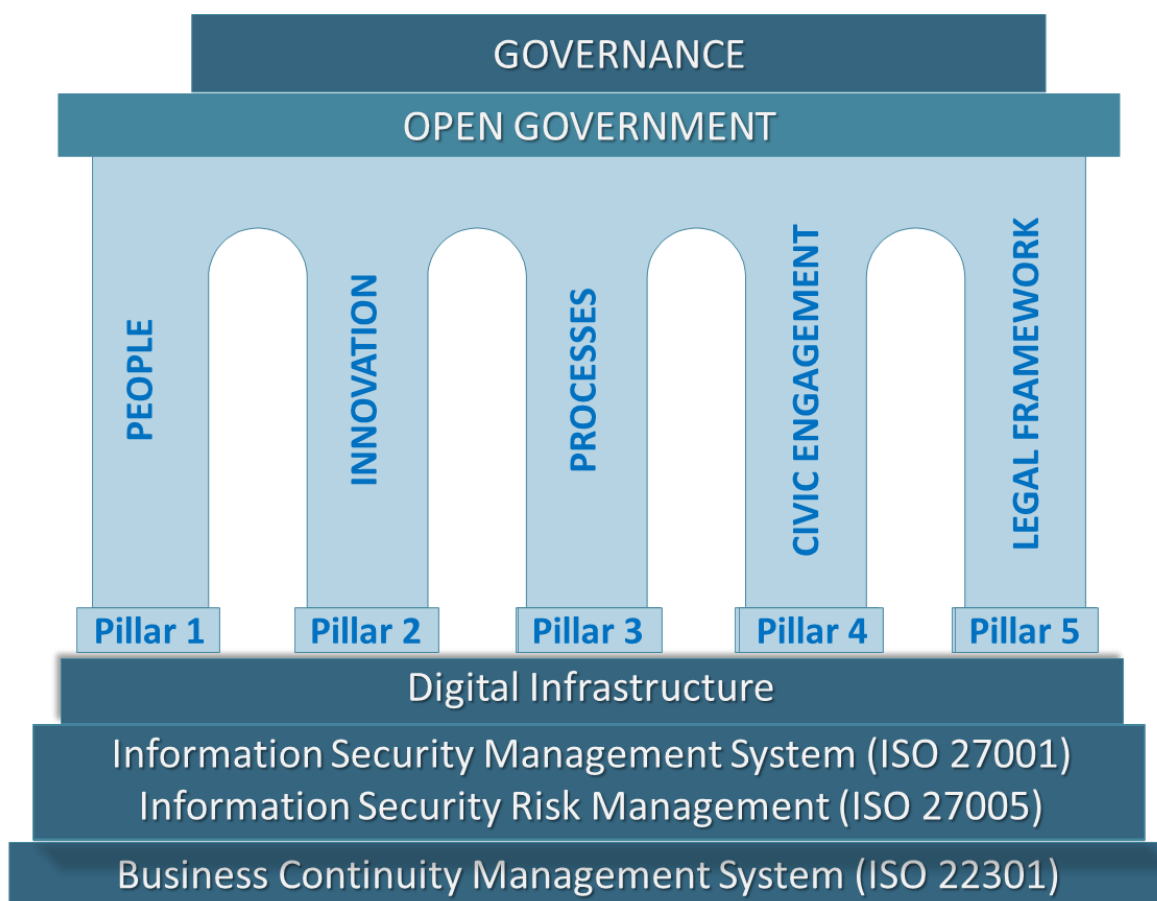 GOVERNANCE
OPEN GOVERNMENT
PEOPLE
INNOVATION
PROCESSES
CIVIC ENGAGEMENT
LEGAL FRAMEWORK
Pillar 1
Pillar 2
Pillar 3
Pillar 4
Pillar 5
Digital Infrastructure
Information Security Management System (ISO 27001)
Information Security Risk Management (ISO 27005)
Business Continuity Management System (ISO 22301)